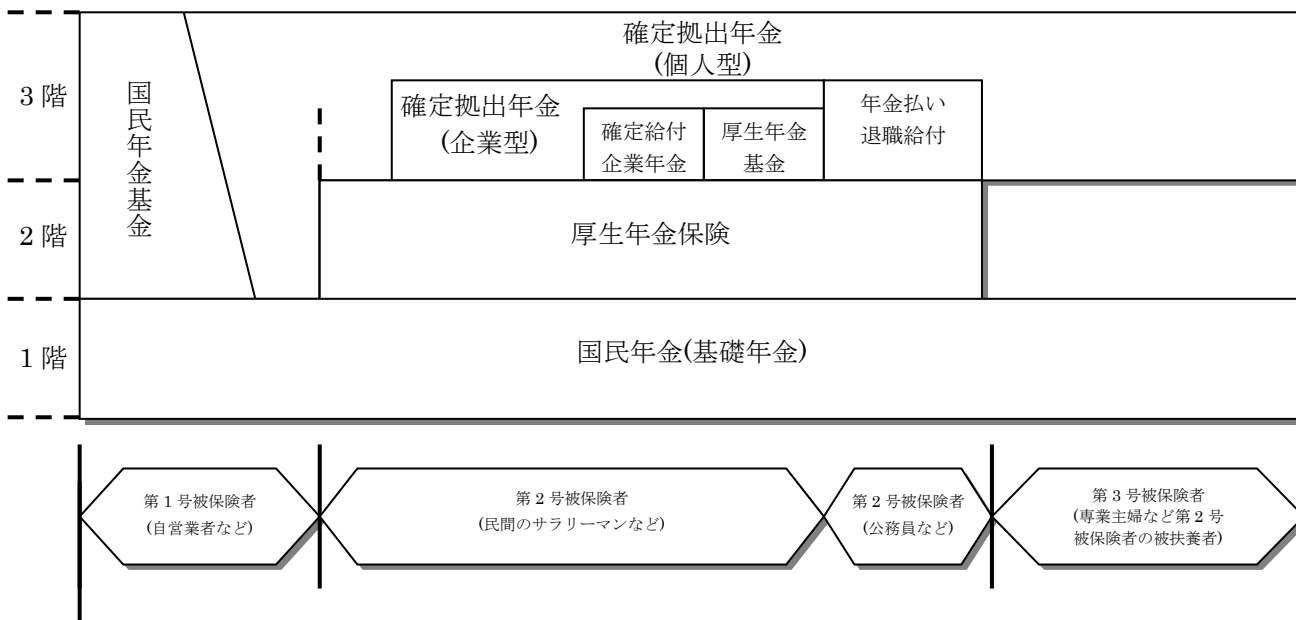 確定拠出年金
(個人型)
3 階
国民年金基金
確定拠出年金
(企業型)
確定給付
企業年金
厚生年金
基金
年金払い
退職給付
2 階
厚生年金保険
1 階
国民年金(基礎年金)
第 1 号被保険者
(自営業者など)
第 2 号被保険者
(民間のサラリーマンなど)
第 2 号被保険者
(公務員など)
第 3 号被保険者
(専業主婦など第 2 号
被保険者の被扶養者)